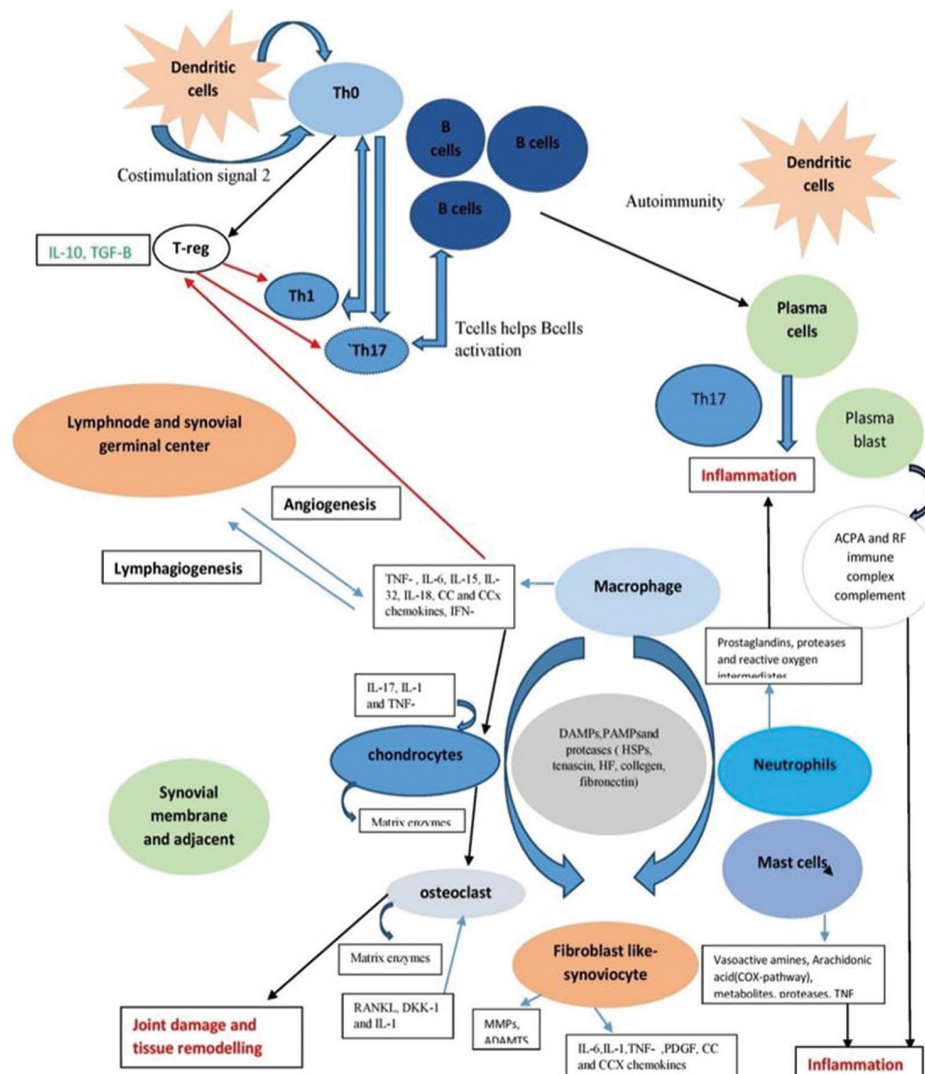 Dendritic
cells
Th0
Costimulation signal 2
B
cells
B cells
B cells
Dendritic
cells
Autoimmunity
IL-10, TGF-B
T-reg
Th1
`Th17
Tcells helps Bcells
activation
Plasma
cells
Th17
Plasma
blast
Lymphnode and synovial
germinal center
Inflammation
Angiogenesis
Lymphagiogenesis
ACPA and RF
immune
complex
complement
TNF- , IL-6, IL-15, IL-
32, IL-18, CC and CCx
chemokines, IFN-
Macrophage
Prostaglandins, proteases
and reactive oxygen
intermediates
IL-17, IL-1
and TNF-
chondrocytes
Matrix enzymes
DAMPs,PAMPsand
proteases ( HSPs,
tenascin, HF, collegen,
fibronectin)
Neutrophils
Synovial
membrane
and adjacent
Mast cells
osteoclast
Matrix enzymes
Fibroblast like-
synoviocyte
Vasoactive amines, Arachidonic
acid(COX-pathway),
metabolites, proteases, TNF
RANKL, DKK-1
and IL-1
Joint damage and
tissue remodelling
MMPs,
ADAMTS
IL-6,IL-1,TNF- ,PDGF, CC
and CCX chemokines
Inflammation